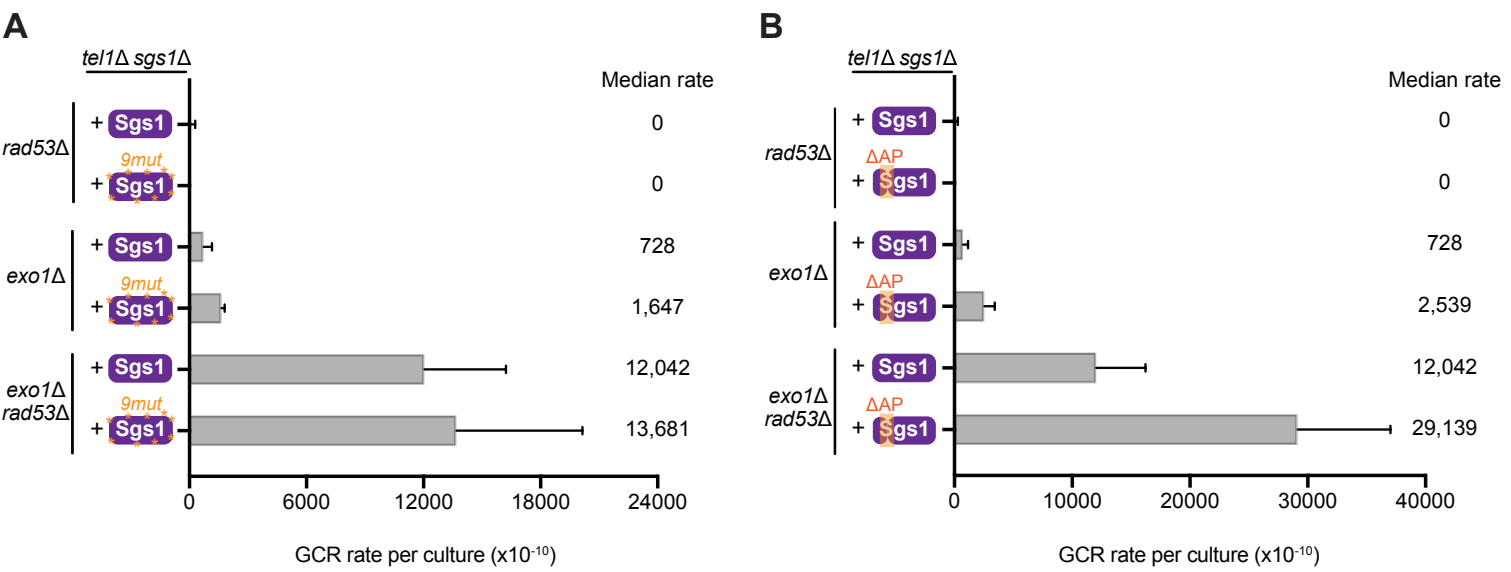 A
tel1Δ sgs1Δ
Median rate
rad53Δ
+ Sgs1
0
9mut
+ Sgs1
0
exo1Δ
+ Sgs1
728
9mut
+ Sgs1
1,647
exo1Δ
rad53Δ
+ Sgs1
12,042
9mut
+ Sgs1
13,681
0 6000 12000 18000 24000
GCR rate per culture (x10⁻¹⁰)
B
tel1Δ sgs1Δ
Median rate
rad53Δ
+ Sgs1
0
ΔAP
+ Sgs1
0
exo1Δ
+ Sgs1
728
ΔAP
+ Sgs1
2,539
exo1Δ
rad53Δ
+ Sgs1
12,042
ΔAP
+ Sgs1
29,139
0 10000 20000 30000 40000
GCR rate per culture (x10⁻¹⁰)